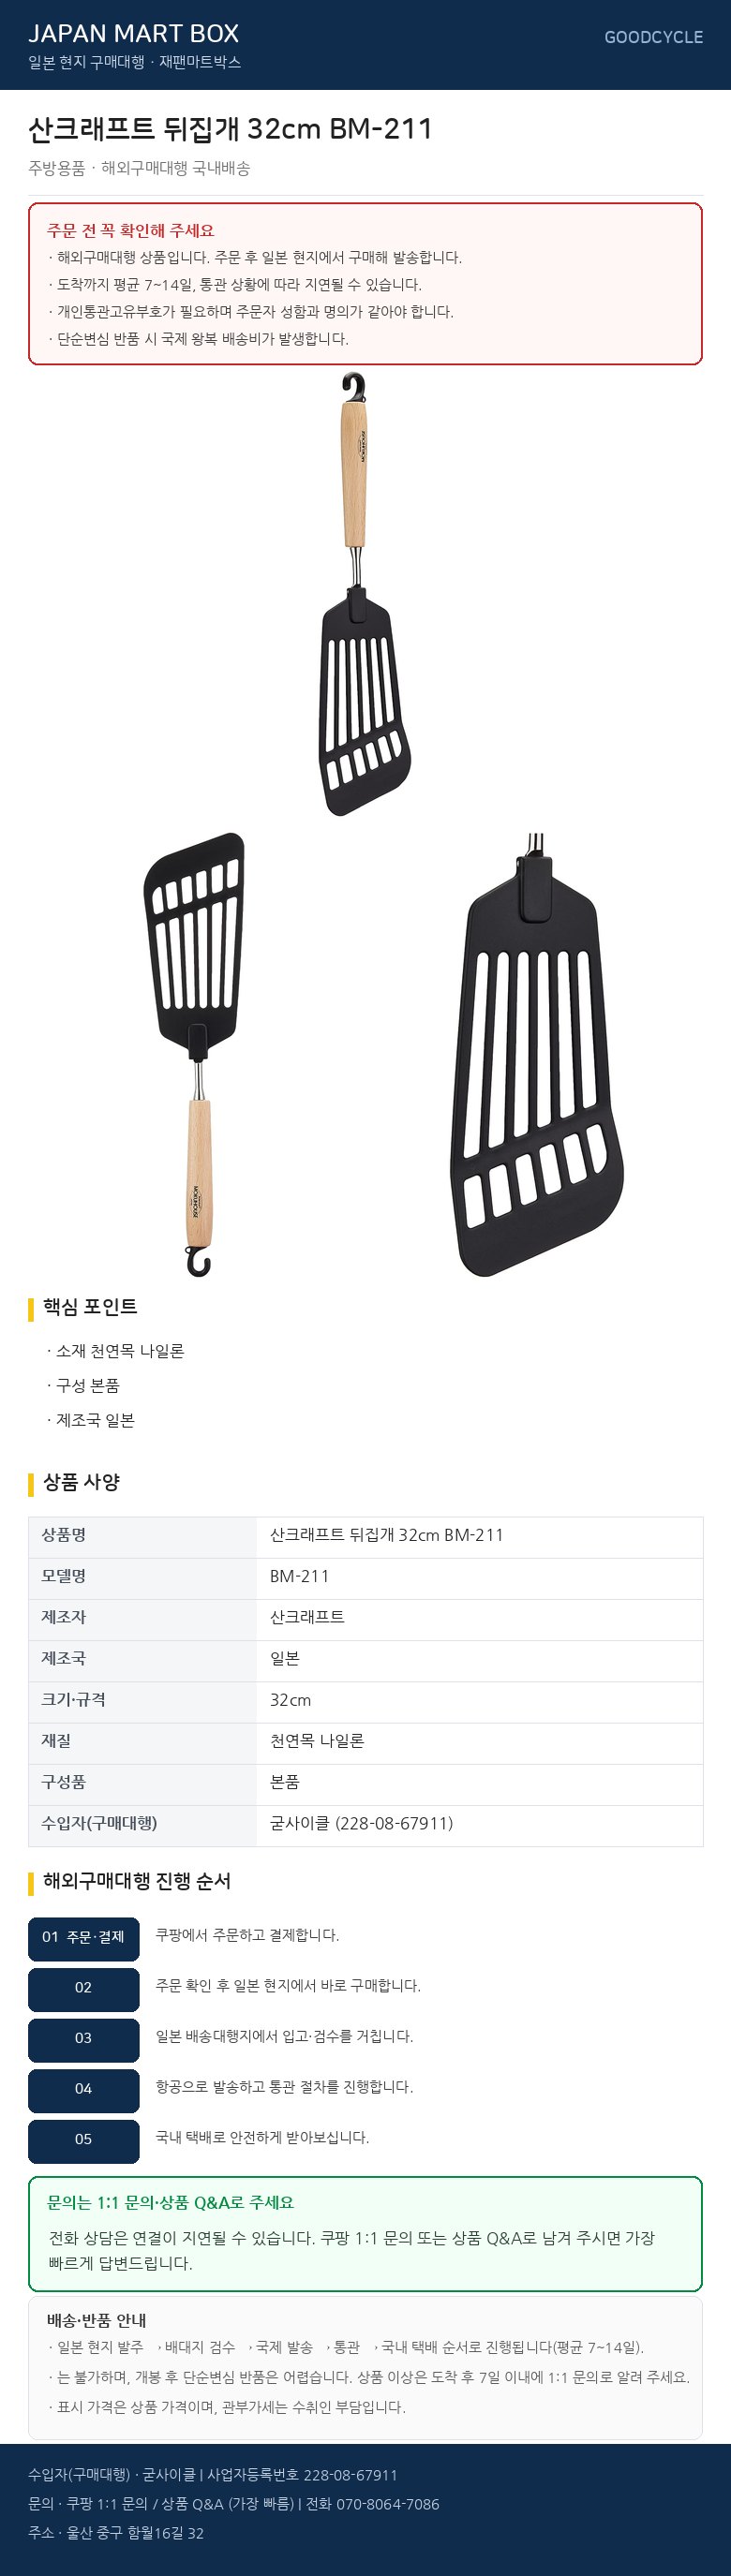 JAPAN MART BOX
일본 현지 구매대행 · 재팬마트박스
GOODCYCLE
산크래프트 뒤집개 32cm BM-211
주방용품 · 해외구매대행 국내배송
주문 전 꼭 확인해 주세요
· 해외구매대행 상품입니다. 주문 후 일본 현지에서 구매해 발송합니다.
· 도착까지 평균 7~14일, 통관 상황에 따라 지연될 수 있습니다.
· 개인통관고유부호가 필요하며 주문자 성함과 명의가 같아야 합니다.
· 단순변심 반품 시 국제 왕복 배송비가 발생합니다.
핵심 포인트
· 소재 천연목 나일론
· 구성 본품
· 제조국 일본
상품 사양
상품명 산크래프트 뒤집개 32cm BM-211
모델명 BM-211
제조자 산크래프트
제조국 일본
크기·규격 32cm
재질 천연목 나일론
구성품 본품
수입자(구매대행) 굳사이클 (228-08-67911)
해외구매대행 진행 순서
01 주문·결제 쿠팡에서 주문하고 결제합니다.
02 주문 확인 후 일본 현지에서 바로 구매합니다.
03 일본 배송대행지에서 입고·검수를 거칩니다.
04 항공으로 발송하고 통관 절차를 진행합니다.
05 국내 택배로 안전하게 받아보십니다.
문의는 1:1 문의·상품 Q&A로 주세요
전화 상담은 연결이 지연될 수 있습니다. 쿠팡 1:1 문의 또는 상품 Q&A로 남겨 주시면 가장
빠르게 답변드립니다.
배송·반품 안내
· 일본 현지 발주 › 배대지 검수 › 국제 발송 › 통관 › 국내 택배 순서로 진행됩니다(평균 7~14일).
· 는 불가하며, 개봉 후 단순변심 반품은 어렵습니다. 상품 이상은 도착 후 7일 이내에 1:1 문의로 알려 주세요.
· 표시 가격은 상품 가격이며, 관부가세는 수취인 부담입니다.
수입자(구매대행) · 굳사이클 | 사업자등록번호 228-08-67911
문의 · 쿠팡 1:1 문의 / 상품 Q&A (가장 빠름) | 전화 070-8064-7086
주소 · 울산 중구 함월16길 32